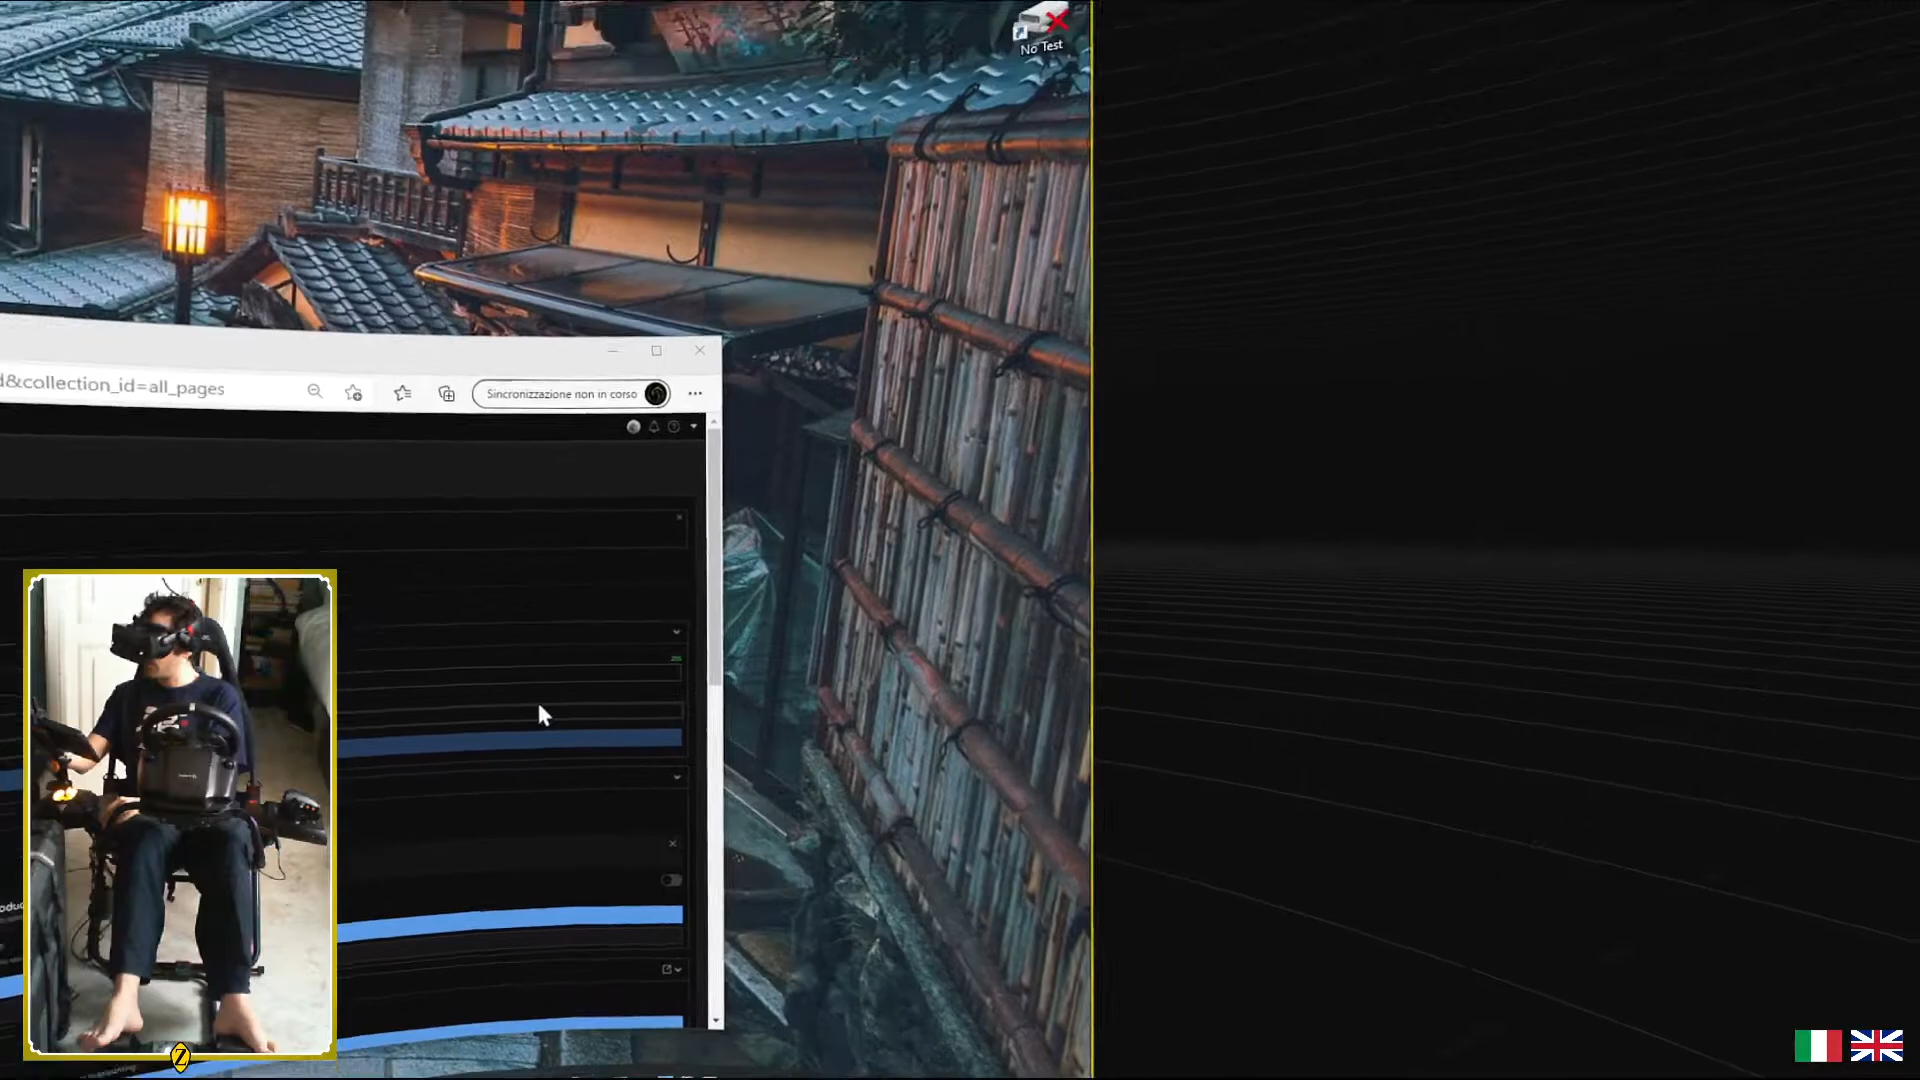 No Test
d&collection_id=all_pages
Sincronizzazione non in corso
Z